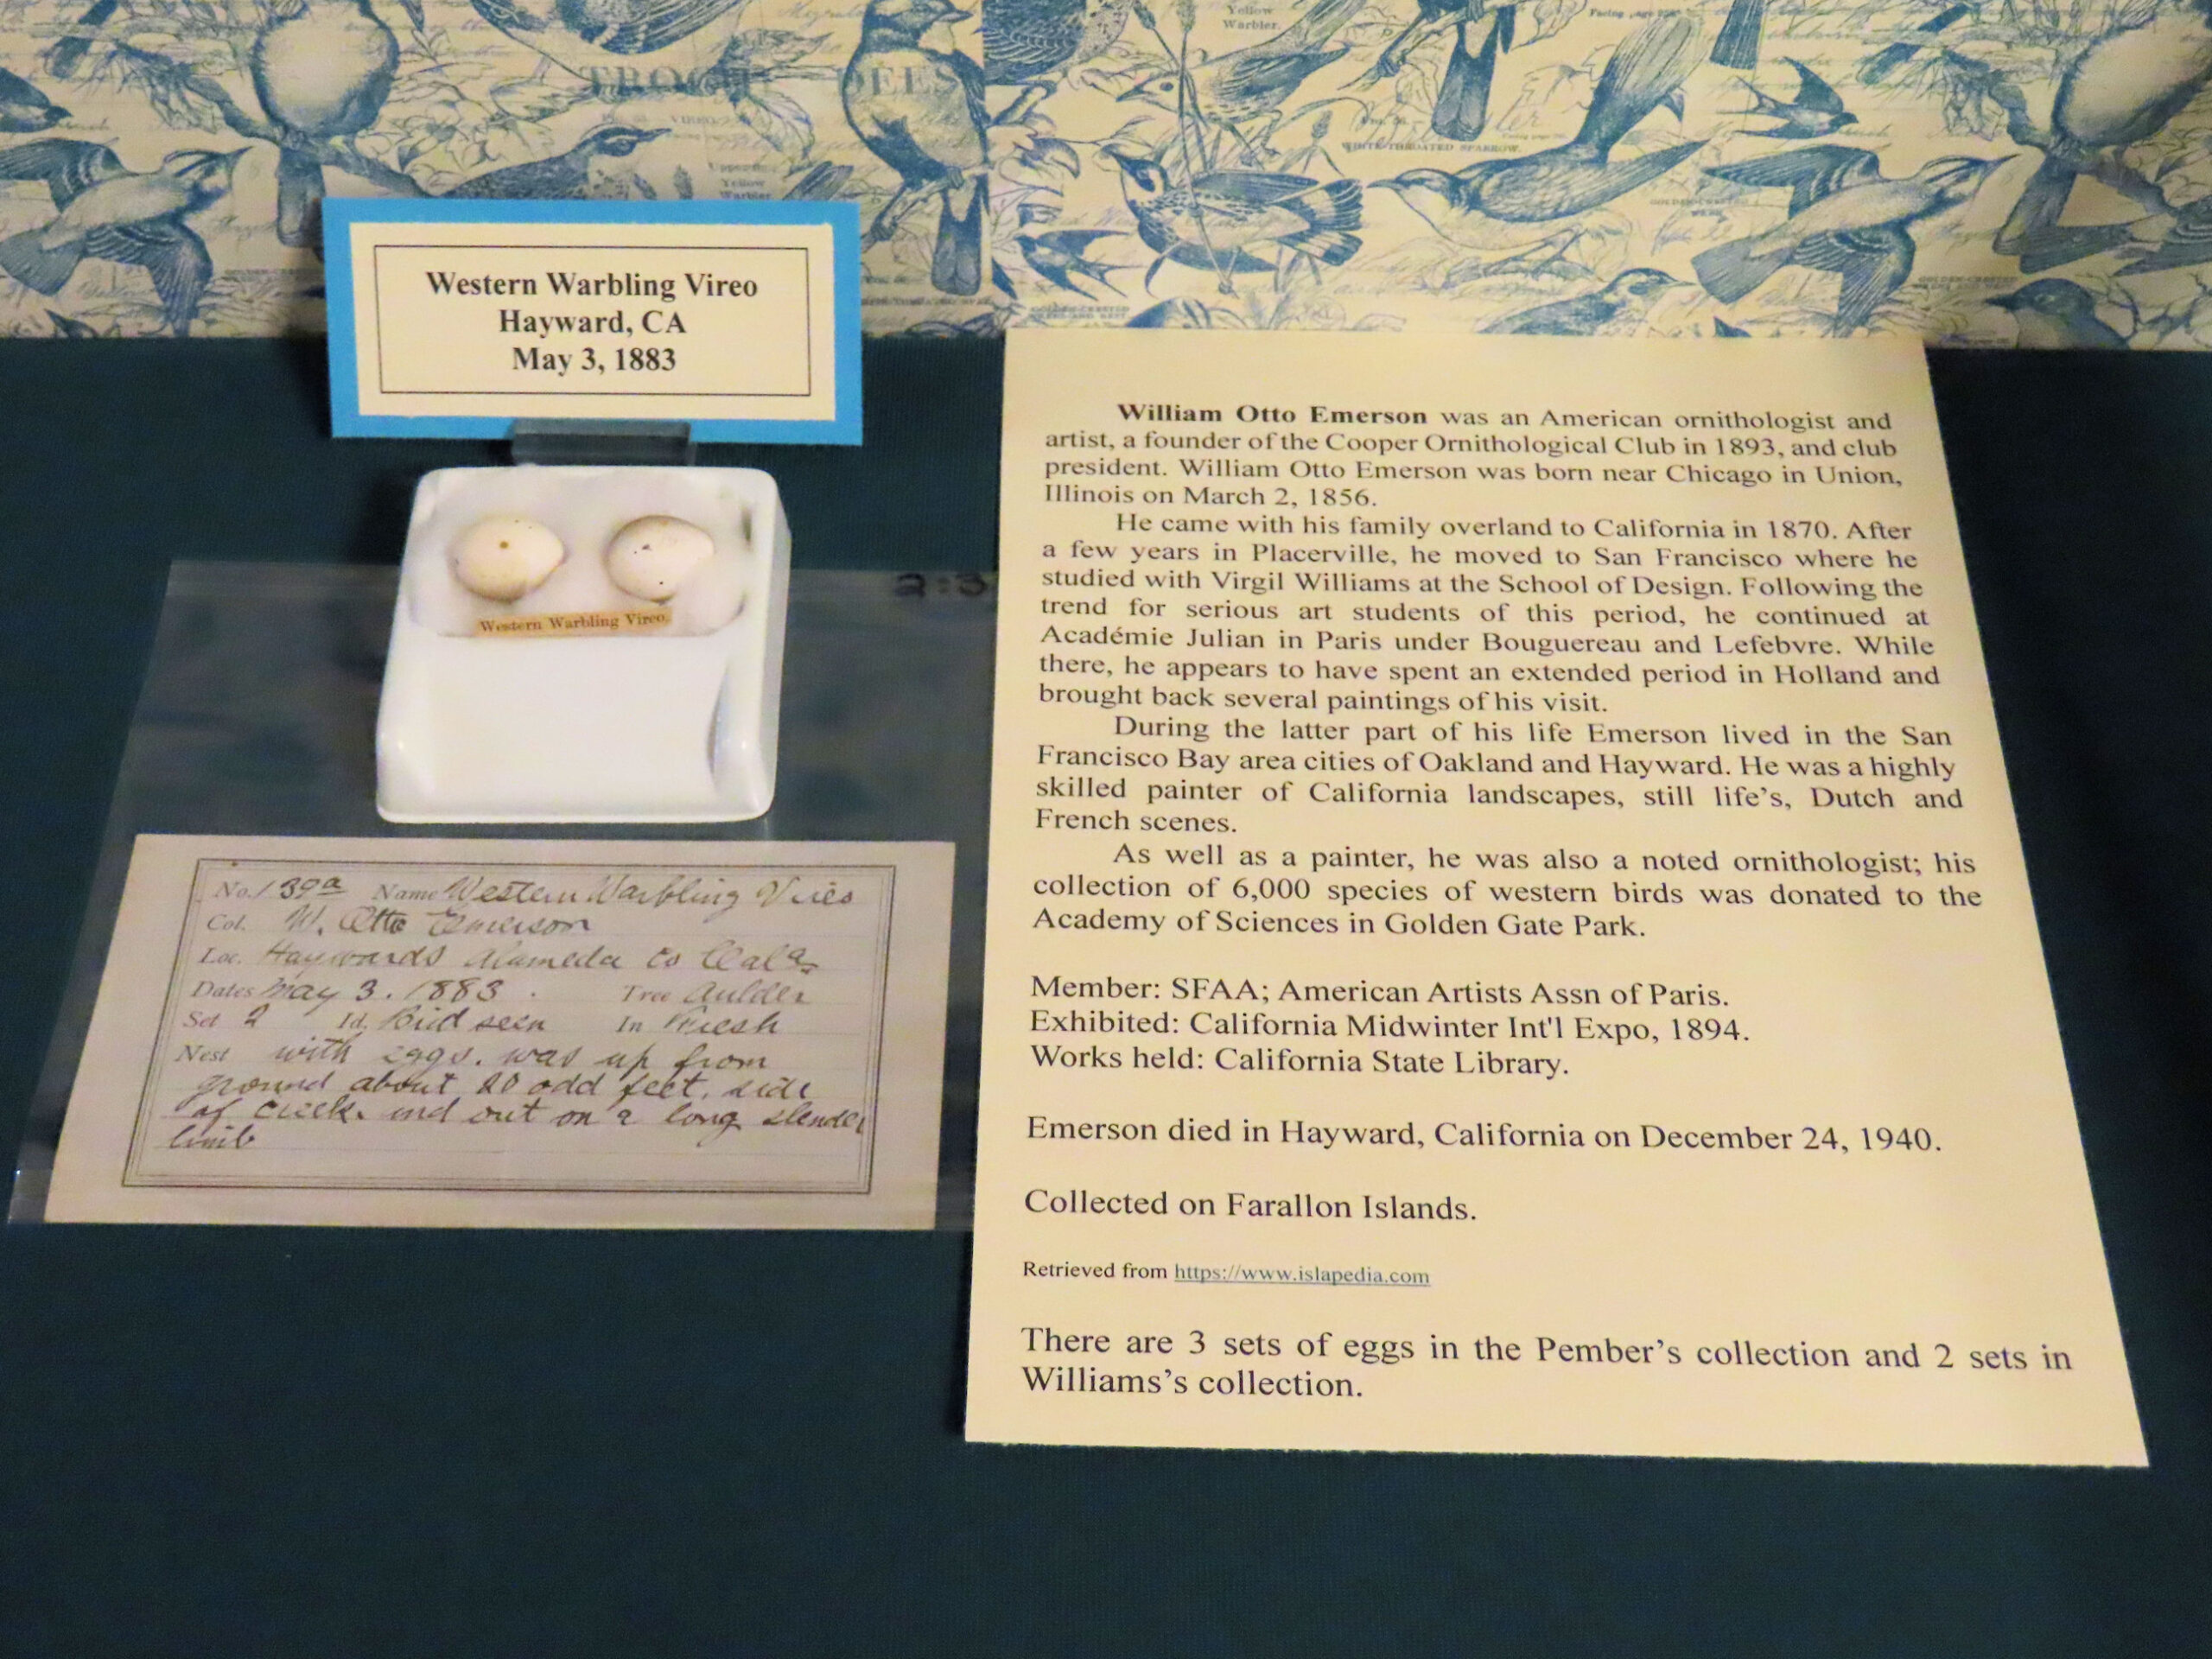 TROCH
Yellow
Warbler.
WHITE-THROATED SPARROW.
Yellow
Warbler
Western Warbling Vireo
Hayward, CA
May 3, 1883
Western Warbling Vireo.
No. 139a Name Western Warbling Vireo
Col. W. Otto Emerson
Loc. Haywards Alameda Co Cala
Dates May 3. 1883. Tree Aulder
Set 2 Id. Bird seen In Fresh
Nest with eggs. was up from
ground about 20 odd feet. side
of creek. and out on a long slender
limb
William Otto Emerson was an American ornithologist and
artist, a founder of the Cooper Ornithological Club in 1893, and club
president. William Otto Emerson was born near Chicago in Union,
Illinois on March 2, 1856.
He came with his family overland to California in 1870. After
a few years in Placerville, he moved to San Francisco where he
studied with Virgil Williams at the School of Design. Following the
trend for serious art students of this period, he continued at
Académie Julian in Paris under Bouguereau and Lefebvre. While
there, he appears to have spent an extended period in Holland and
brought back several paintings of his visit.
During the latter part of his life Emerson lived in the San
Francisco Bay area cities of Oakland and Hayward. He was a highly
skilled painter of California landscapes, still life's, Dutch and
French scenes.
As well as a painter, he was also a noted ornithologist; his
collection of 6,000 species of western birds was donated to the
Academy of Sciences in Golden Gate Park.
Member: SFAA; American Artists Assn of Paris.
Exhibited: California Midwinter Int'l Expo, 1894.
Works held: California State Library.
Emerson died in Hayward, California on December 24, 1940.
Collected on Farallon Islands.
Retrieved from https://www.islapedia.com
There are 3 sets of eggs in the Pember's collection and 2 sets in
Williams's collection.